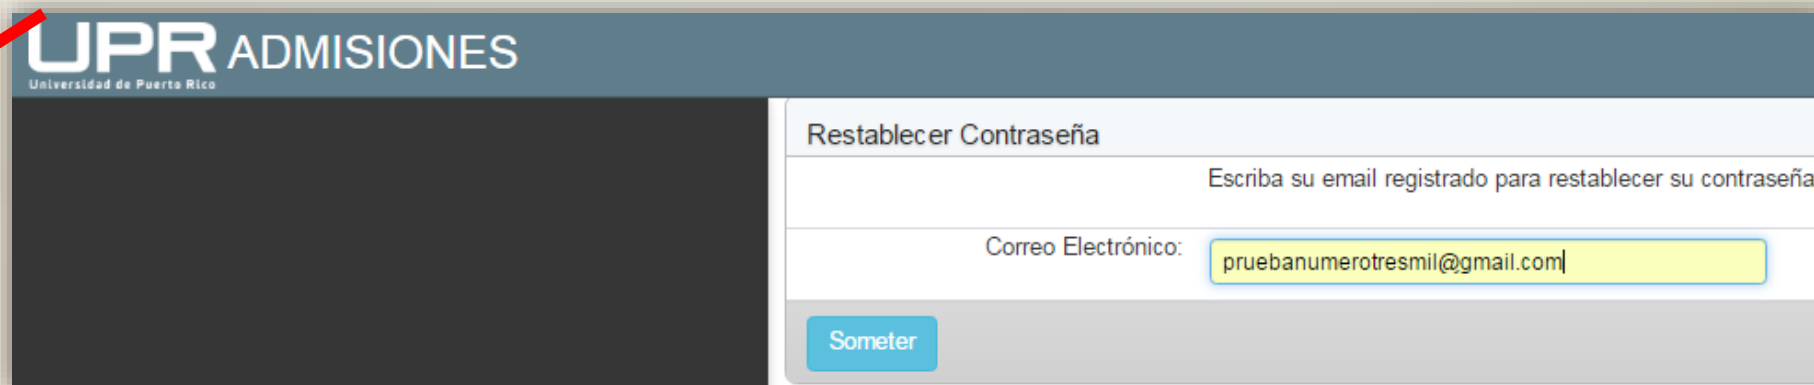 UPR ADMISIONES
Universidad de Puerto Rico
Restablecer Contraseña
Escriba su email registrado para restablecer su contraseña
Correo Electrónico: pruebanumerotresmil@gmail.com
Someter